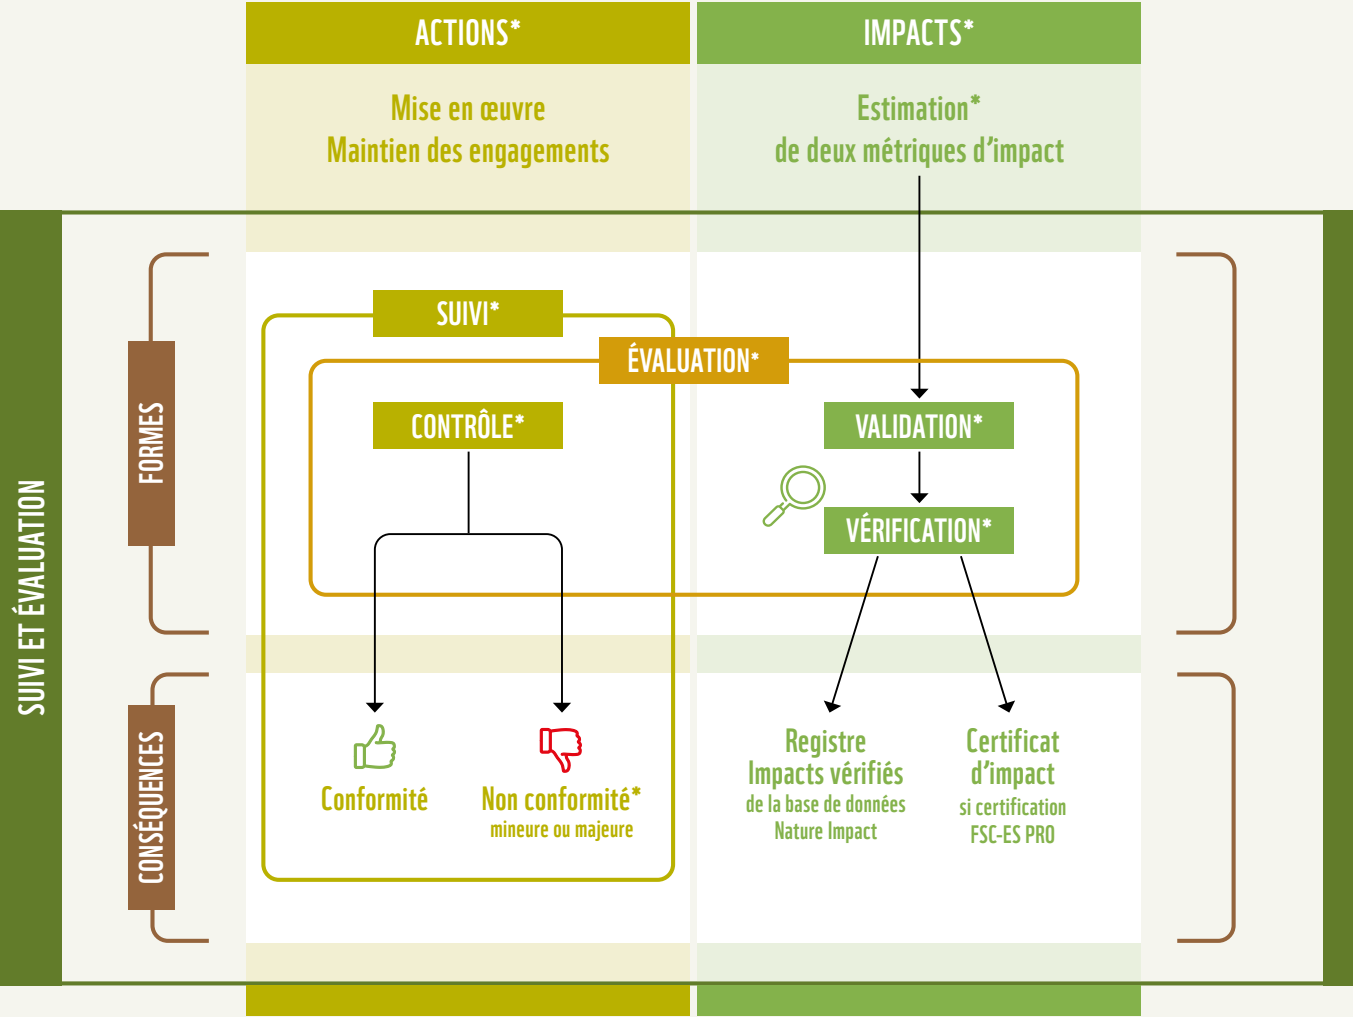 ACTIONS*
IMPACTS*
Mise en œuvre
Maintien des engagements
Estimation*
de deux métriques d’impact
SUIVI ET ÉVALUATION
FORMES
SUIVI*
ÉVALUATION*
CONTRÔLE*
VALIDATION*
VÉRIFICATION*
CONSÉQUENCES
Conformité
Non conformité*
mineure ou majeure
Registre
Impacts vérifiés
de la base de données
Nature Impact
Certificat
d’impact
si certification
FSC-ES PRO